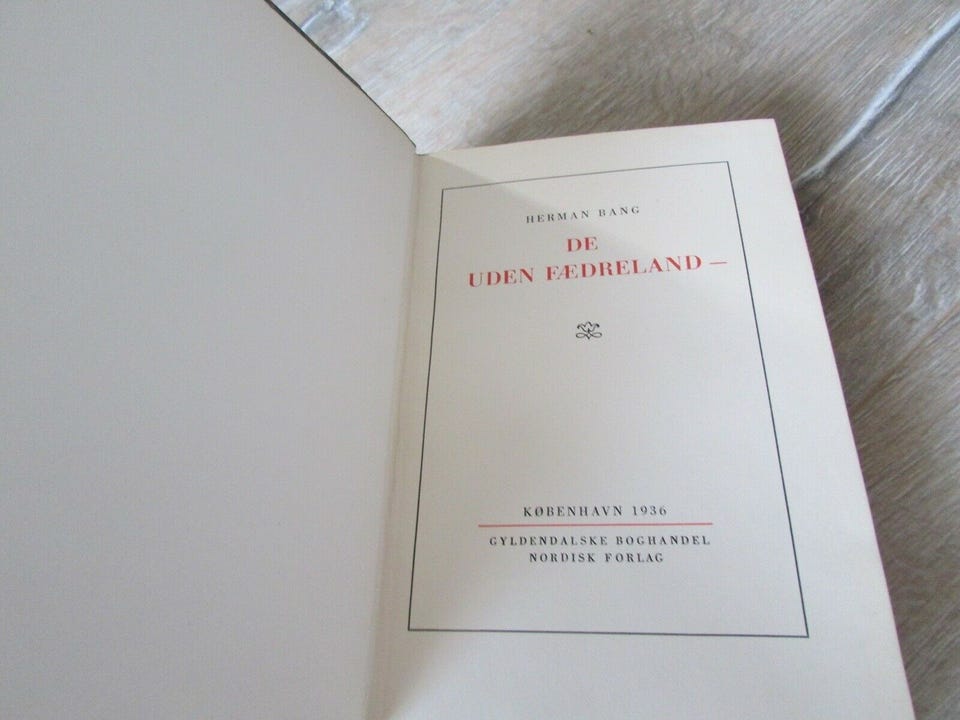 HERMAN BANG
DE
UDEN FÆDRELAND —
KØBENHAVN 1936
GYLDENDALSKE BOGHANDEL
NORDISK FORLAG